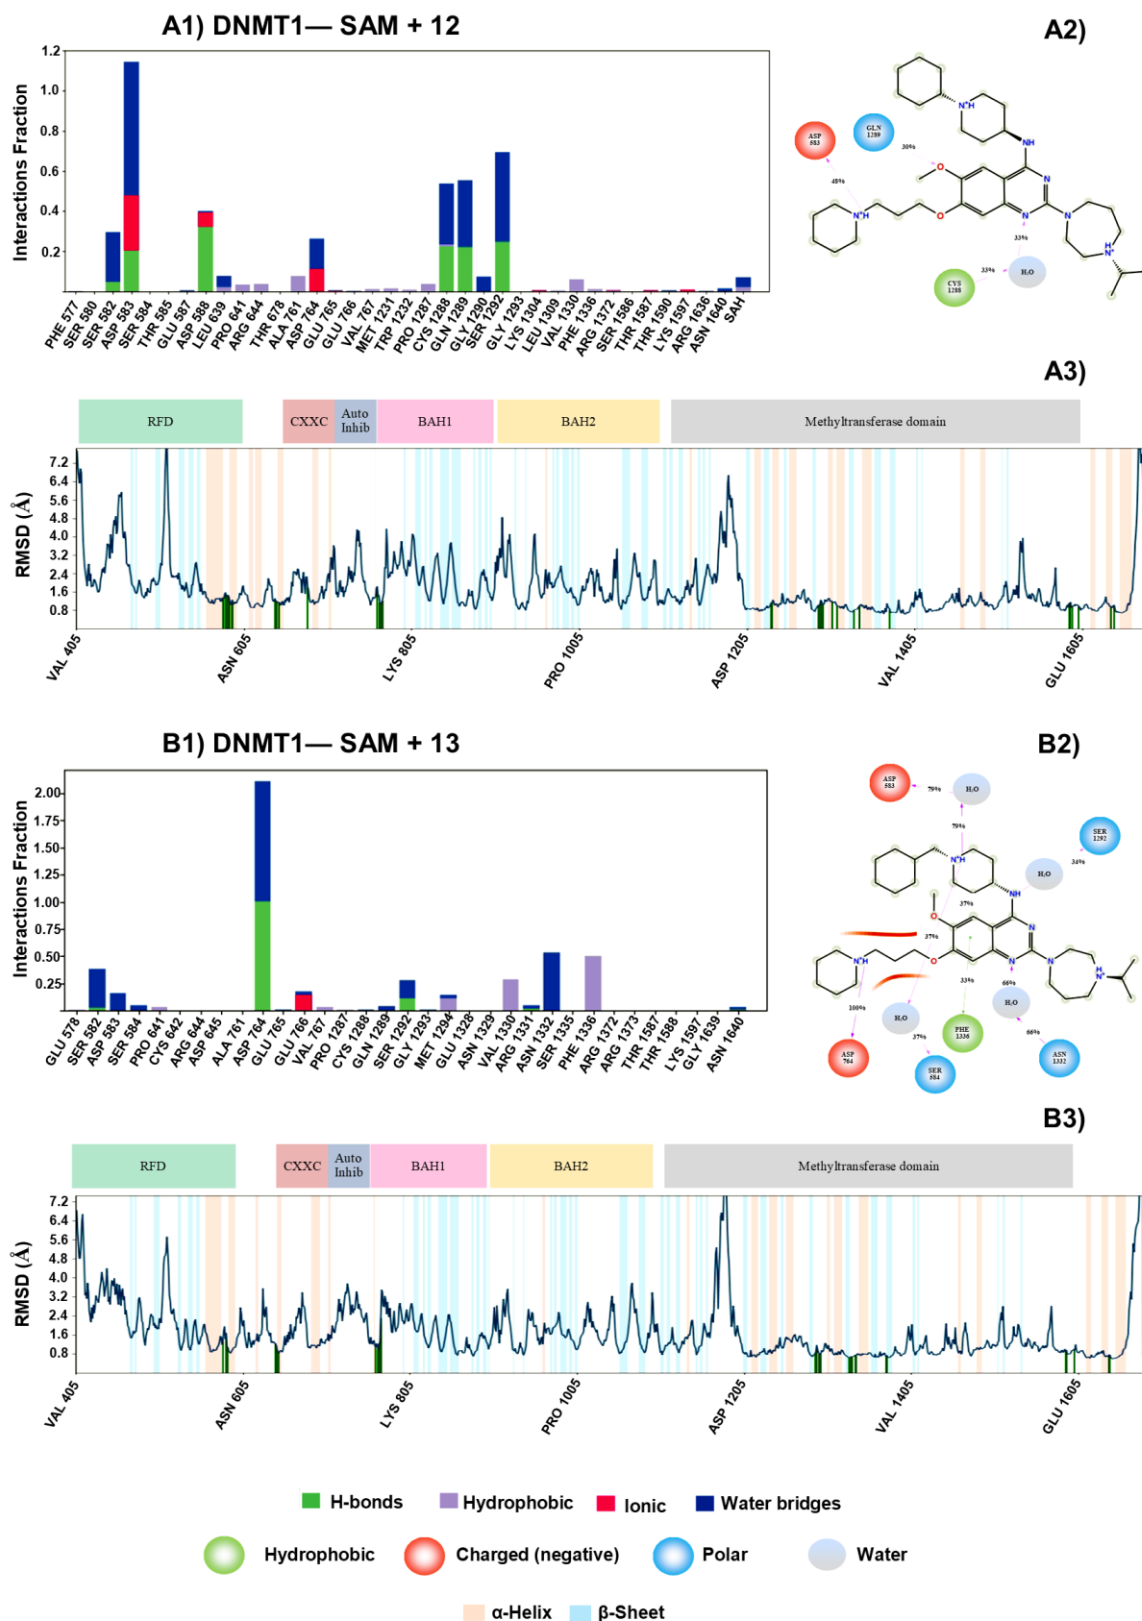 A1) DNMT1— SAM + 12
A2)
Interactions Fraction
1.2
1.0
0.8
0.6
0.4
0.2
PHE 577
SER 580
SER 582
ASP 583
SER 584
THR 585
GLU 587
ASP 588
LEU 639
PRO 641
ARG 644
THR 678
ALA 761
ASP 764
GLU 765
GLU 766
VAL 767
MET 1231
TRP 1232
PRO 1287
CYS 1288
GLN 1289
GLY 1290
SER 1292
GLY 1293
LYS 1304
LEU 1309
VAL 1330
PHE 1336
ARG 1372
SER 1586
THR 1587
THR 1590
LYS 1597
ARG 1636
ASN 1640
SAH
ASP
583
GLN
1289
30%
48%
N+H
NH
O
N
N
N
N+H
O
N
H
+
33%
33%
H₂O
CYS
1288
A3)
RFD
CXXC
Auto
Inhib
BAH1
BAH2
Methyltransferase domain
RMSD (Å)
7.2
6.4
5.6
4.8
4.0
3.2
2.4
1.6
0.8
VAL 405
ASN 605
LYS 805
PRO 1005
ASP 1205
VAL 1405
GLU 1605
B1) DNMT1— SAM + 13
B2)
Interactions Fraction
2.00
1.75
1.50
1.25
1.00
0.75
0.50
0.25
GLU 578
SER 582
ASP 583
SER 584
PRO 641
CYS 642
ARG 644
ASP 645
ALA 761
ASP 764
GLU 765
GLU 766
VAL 767
PRO 1287
CYS 1288
GLN 1289
SER 1292
GLY 1293
MET 1294
GLU 1328
ASN 1329
VAL 1330
ARG 1331
ASN 1332
SER 1335
PHE 1336
ARG 1372
ARG 1373
THR 1587
THR 1588
LYS 1597
GLY 1639
ASN 1640
ASP
583
79%
H₂O
79%
SER
1292
34%
H₂O
N+H
NH
37%
O
N
37%
N+H
O
N
N
H
N+
33%
66%
H₂O
100%
H₂O
PHE
1336
66%
37%
ASP
764
SER
584
ASN
1332
B3)
RFD
CXXC
Auto
Inhib
BAH1
BAH2
Methyltransferase domain
RMSD (Å)
7.2
6.4
5.6
4.8
4.0
3.2
2.4
1.6
0.8
VAL 405
ASN 605
LYS 805
PRO 1005
ASP 1205
VAL 1405
GLU 1605
H-bonds
Hydrophobic
Ionic
Water bridges
Hydrophobic
Charged (negative)
Polar
Water
α-Helix
β-Sheet